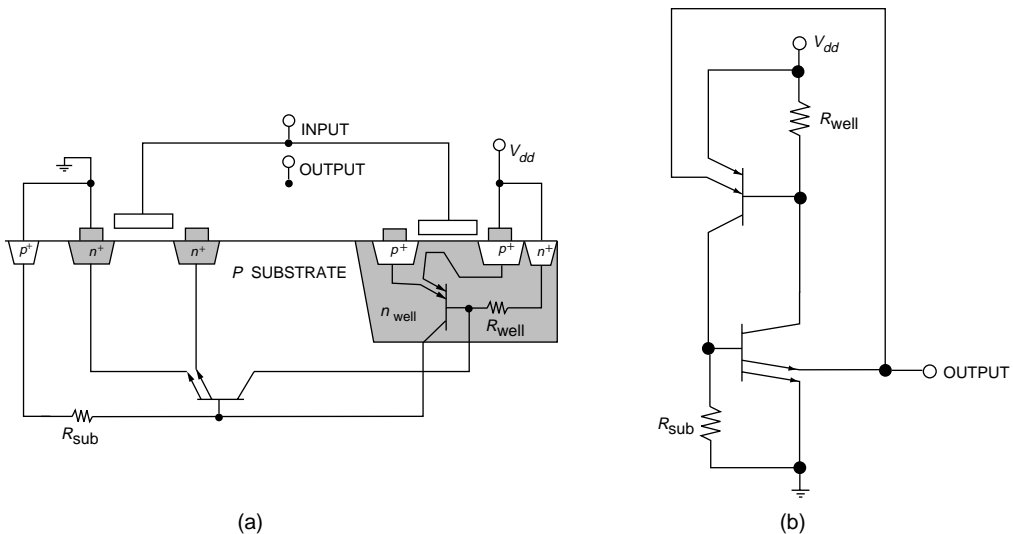 INPUT
OUTPUT
V_dd
p+
n+
n+
p+
p+
n+
P SUBSTRATE
n well
R_well
R_sub
(a)
V_dd
R_well
OUTPUT
R_sub
(b)